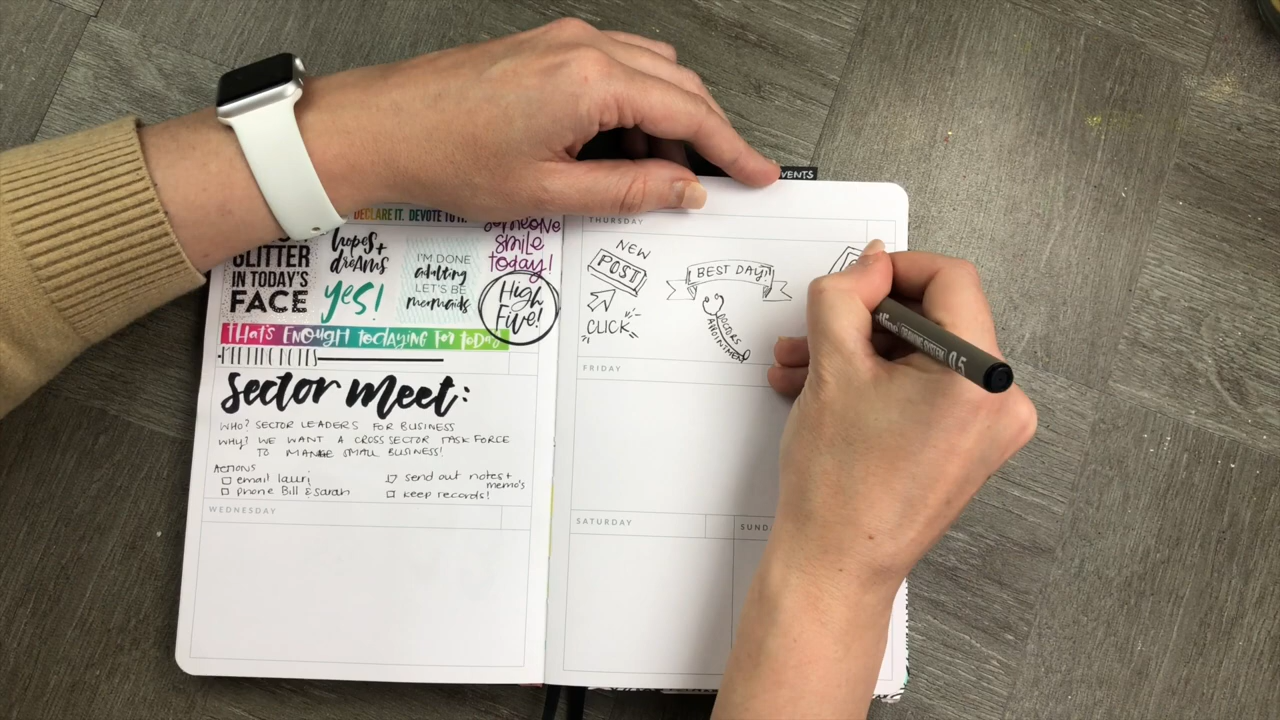 VENTS
DECLARE IT. DEVOTE TO IT.
GLITTER
IN TODAY'S
FACE
hopes+
dreams
yes!
I'M DONE
adulting
LET'S BE
mermaids
someone
smile
today!
High
Five!
THAT'S ENOUGH TODAYING FOR TODAY
MEETING NOTES
Sector Meet:
WHO? SECTOR LEADERS FOR BUSINESS
WHY? WE WANT A CROSS SECTOR TASK FORCE
TO MANAGE SMALL BUSINESS!
ACTIONS
email lauri
phone Bill & Sarah
send out notes+
memo's
keep records!
WEDNESDAY
THURSDAY
NEW
POST
CLICK
BEST DAY!!
DOCTORS
APPOINTMENT
FRIDAY
SATURDAY
SUND
DRAWING SYSTEM 0.5